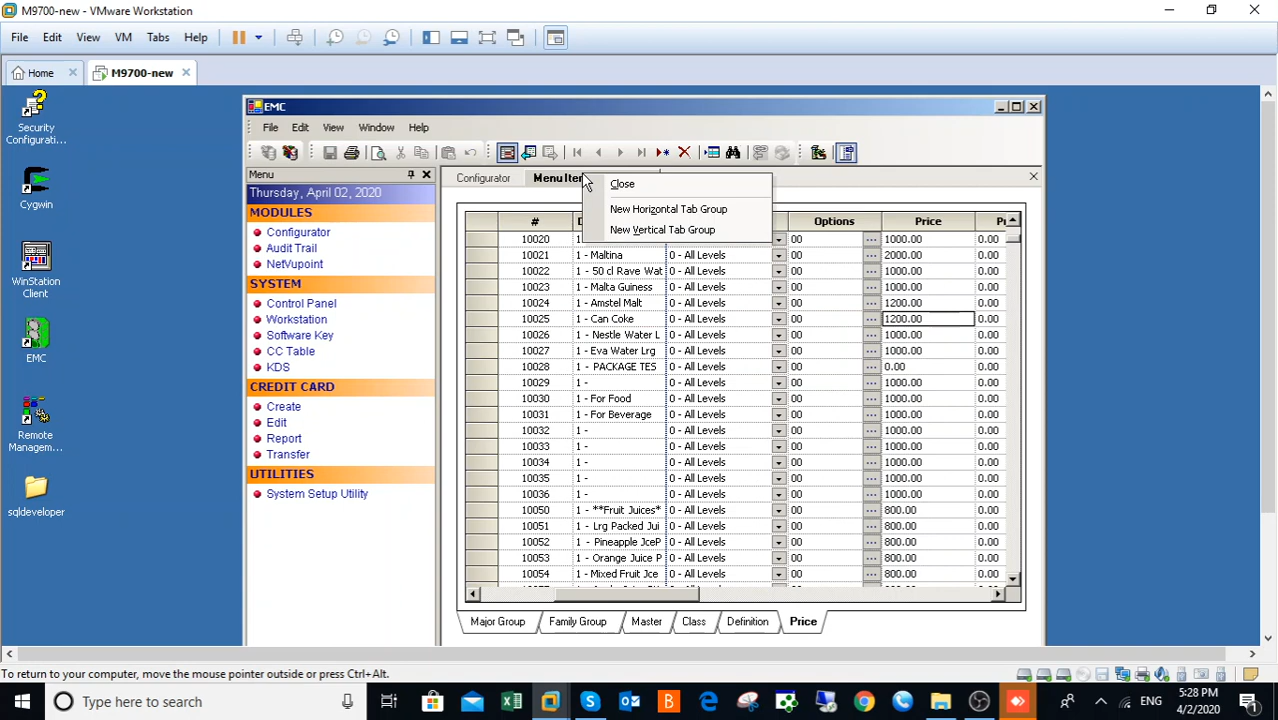 M9700-new - VMware Workstation
File Edit View VM Tabs Help
Home M9700-new
Security Configurati...
Cygwin
WinStation Client
EMC
Remote Managem...
sqldeveloper
EMC
File Edit View Window Help
Menu
Thursday, April 02, 2020
MODULES
Configurator
Audit Trail
NetVupoint
SYSTEM
Control Panel
Workstation
Software Key
CC Table
KDS
CREDIT CARD
Create
Edit
Report
Transfer
UTILITIES
System Setup Utility
Configurator Menu Iten
Close
New Horizontal Tab Group
New Vertical Tab Group
# D Options Price Pr
10020 1 00 ... 1000.00 0.00
10021 1 - Maltina 0 - All Levels 00 ... 2000.00 0.00
10022 1 - 50 cl Rave Wat 0 - All Levels 00 ... 1000.00 0.00
10023 1 - Malta Guiness 0 - All Levels 00 ... 1000.00 0.00
10024 1 - Amstel Malt 0 - All Levels 00 ... 1200.00 0.00
10025 1 - Can Coke 0 - All Levels 00 ... 1200.00 0.00
10026 1 - Nestle Water L 0 - All Levels 00 ... 1000.00 0.00
10027 1 - Eva Water Lrg 0 - All Levels 00 ... 1000.00 0.00
10028 1 - PACKAGE TES 0 - All Levels 00 ... 0.00 0.00
10029 1 - 0 - All Levels 00 ... 1000.00 0.00
10030 1 - For Food 0 - All Levels 00 ... 1000.00 0.00
10031 1 - For Beverage 0 - All Levels 00 ... 1000.00 0.00
10032 1 - 0 - All Levels 00 ... 1000.00 0.00
10033 1 - 0 - All Levels 00 ... 1000.00 0.00
10034 1 - 0 - All Levels 00 ... 1000.00 0.00
10035 1 - 0 - All Levels 00 ... 1000.00 0.00
10036 1 - 0 - All Levels 00 ... 1000.00 0.00
10050 1 - **Fruit Juices* 0 - All Levels 00 ... 800.00 0.00
10051 1 - Lrg Packed Jui 0 - All Levels 00 ... 800.00 0.00
10052 1 - Pineapple JceP 0 - All Levels 00 ... 800.00 0.00
10053 1 - Orange Juice P 0 - All Levels 00 ... 800.00 0.00
10054 1 - Mixed Fruit Jce 0 - All Levels 00 ... 800.00 0.00
Major Group Family Group Master Class Definition Price
To return to your computer, move the mouse pointer outside or press Ctrl+Alt.
Type here to search
ENG
5:28 PM
4/2/2020